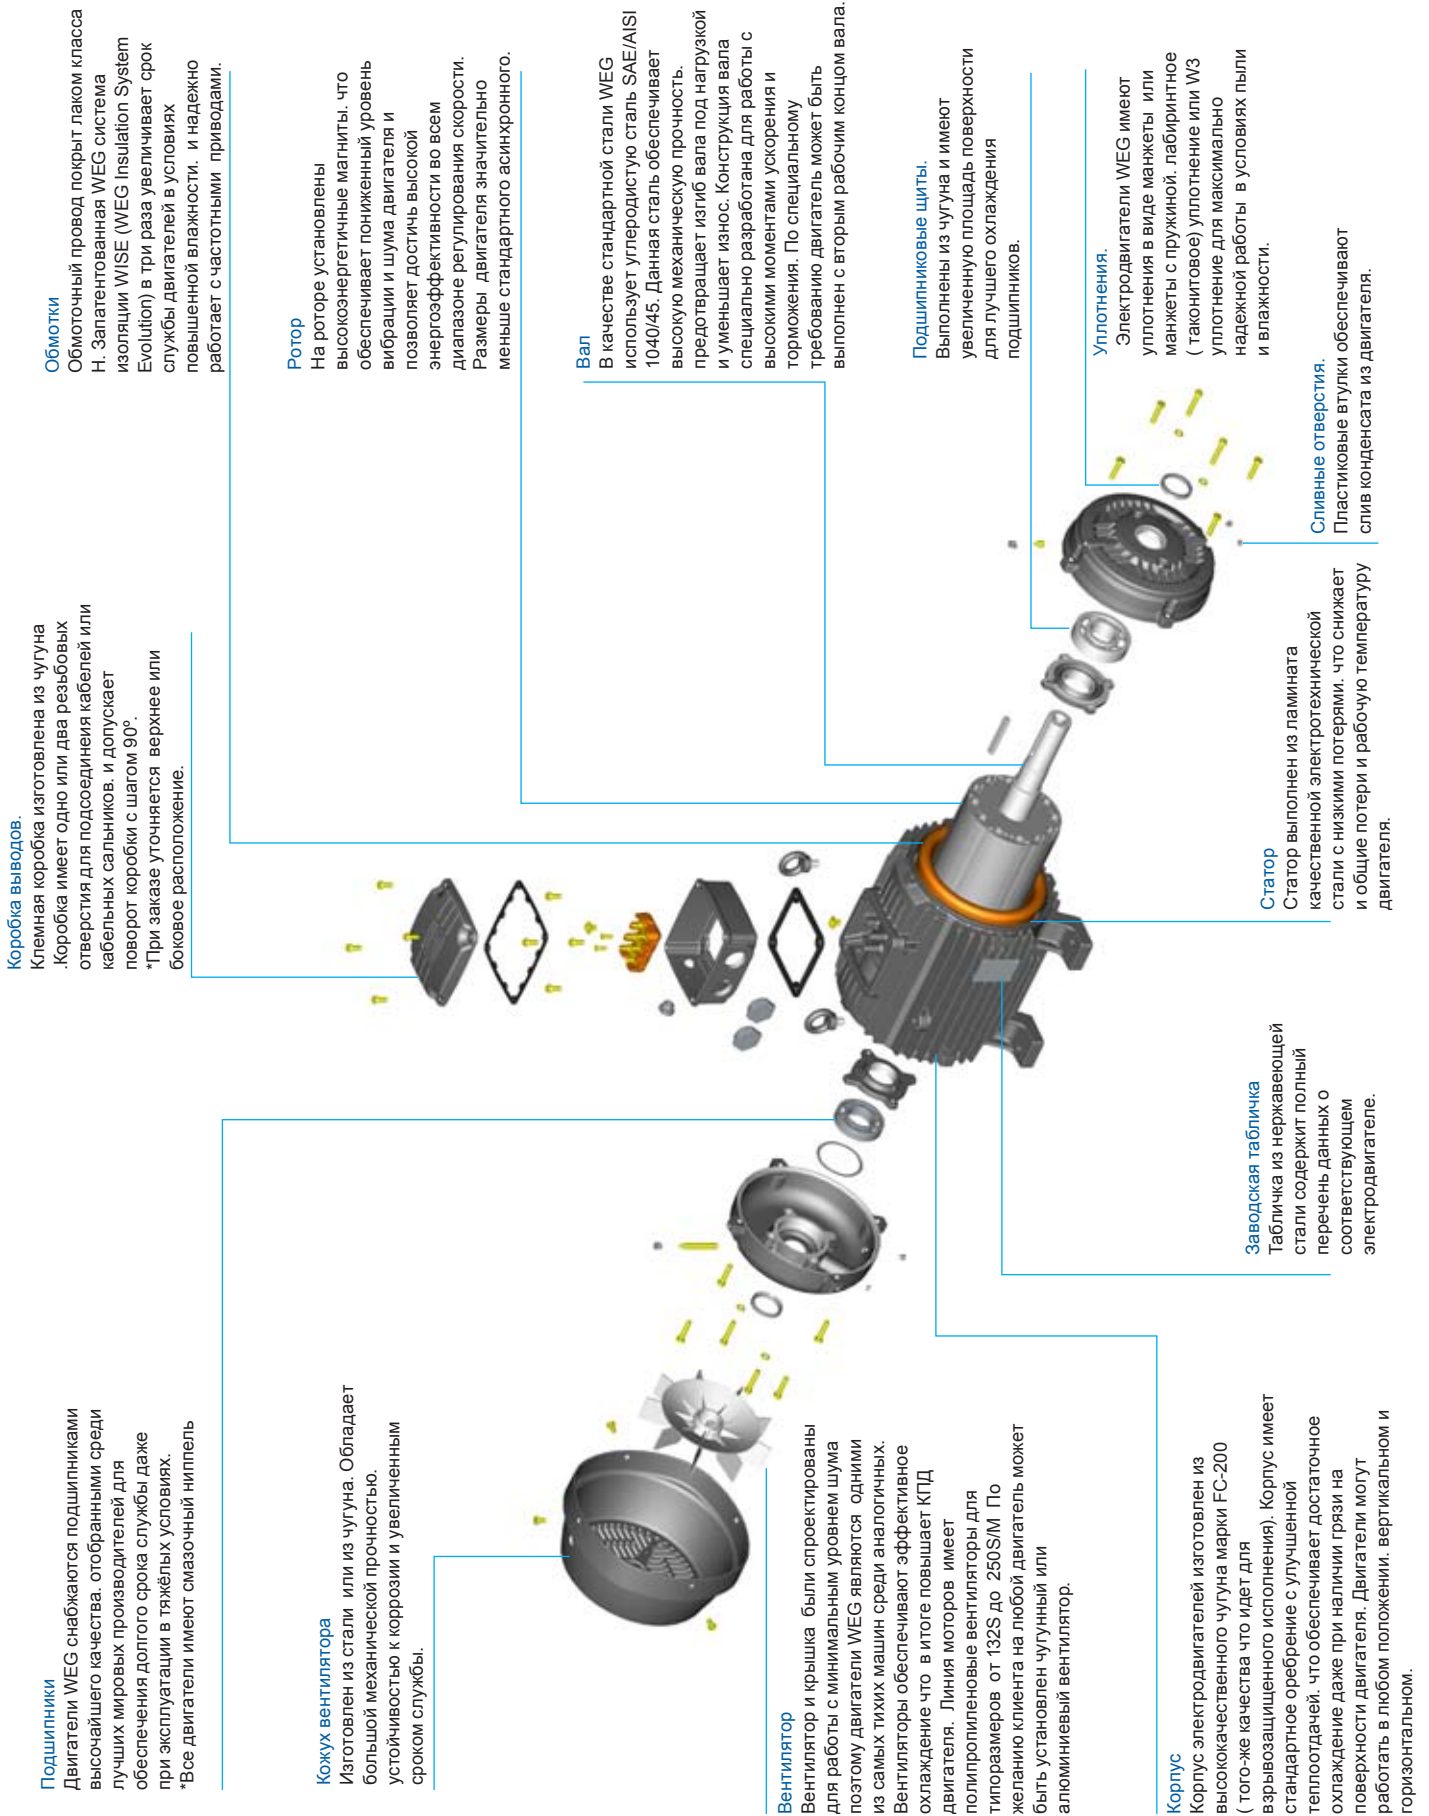 Подшипники
Двигатели WEG снабжаются подшипниками
высочайшего качества. отобранными среди
лучших мировых производителей для
обеспечения долгого срока службы даже
при эксплуатации в тяжёлых условиях.
*Все двигатели имеют смазочный ниппель
Коробка выводов.
Клемная коробка изготовлена из чугуна
.Коробка имеет одно или два резьбовых
отверстия для подсоединеия кабелей или
кабельных сальников. и допускает
поворот коробки с шагом 90º.
*При заказе уточняется верхнее или
боковое расположение.
Обмотки
Обмоточный провод покрыт лаком класса
Н. Запатентованная WEG система
изоляции WISE (WEG Insulation System
Evolution) в три раза увеличивает срок
службы двигателей в условиях
повышенной влажности. и надежно
работает с частотными приводами.
Кожух вентилятора
Изготовлен из стали или из чугуна. Обладает
большой механической прочностью.
устойчивостью к коррозии и увеличенным
сроком службы.
Ротор
На роторе установлены
высокоэнергетичные магниты. что
обеспечивает пониженный уровень
вибрации и шума двигателя и
позволяет достичь высокой
энергоэффективности во всем
диапазоне регулирования скорости.
Размеры двигателя значительно
меньше стандартного асинхронного.
Вал
В качестве стандартной стали WEG
использует углеродистую сталь SAE/AISI
1040/45. Данная сталь обеспечивает
высокую механическую прочность.
предотвращает изгиб вала под нагрузкой
и уменьшает износ. Конструкция вала
специально разработана для работы с
высокими моментами ускорения и
торможения. По специальному
требованию двигатель может быть
выполнен с вторым рабочим концом вала.
Вентилятор
Вентилятор и крышка были спроектированы
для работы с минимальным уровнем шума
поэтому двигатели WEG являются одними
из самых тихих машин среди аналогичных.
Вентиляторы обеспечивают эффективное
охлаждение что в итоге повышает КПД
двигателя. Линия моторов имеет
полипропиленовые вентиляторы для
типоразмеров от 132S до 250S/M По
желанию клиента на любой двигатель может
быть установлен чугунный или
алюминиевый вентилятор.
Подшипниковые щиты.
Выполнены из чугуна и имеют
увеличенную площадь поверхности
для лучшего охлаждения
подшипников.
Уплотнения.
Электродвигатели WEG имеют
уплотнения в виде манжеты или
манжеты с пружиной. лабиринтное
( таконитовое) уплотнение или W3
уплотнение для максимально
надежной работы в условиях пыли
и влажности.
Корпус
Корпус электродвигателей изготовлен из
высококачественного чугуна марки FC-200
( того-же качества что идет для
взрывозащищенного исполнения). Корпус имеет
стандартное оребрение с улучшенной
теплоотдачей. что обеспечивает достаточное
охлаждение даже при наличии грязи на
поверхности двигателя. Двигатели могут
работать в любом положении. вертикальном и
горизонтальном.
Заводская табличка
Табличка из нержавеющей
стали содержит полный
перечень данных о
соответствующем
электродвигателе.
Статор
Статор выполнен из ламината
качественной электротехнической
стали с низкими потерями. что снижает
и общие потери и рабочую температуру
двигателя.
Сливные отверстия.
Пластиковые втулки обеспечивают
слив конденсата из двигателя.